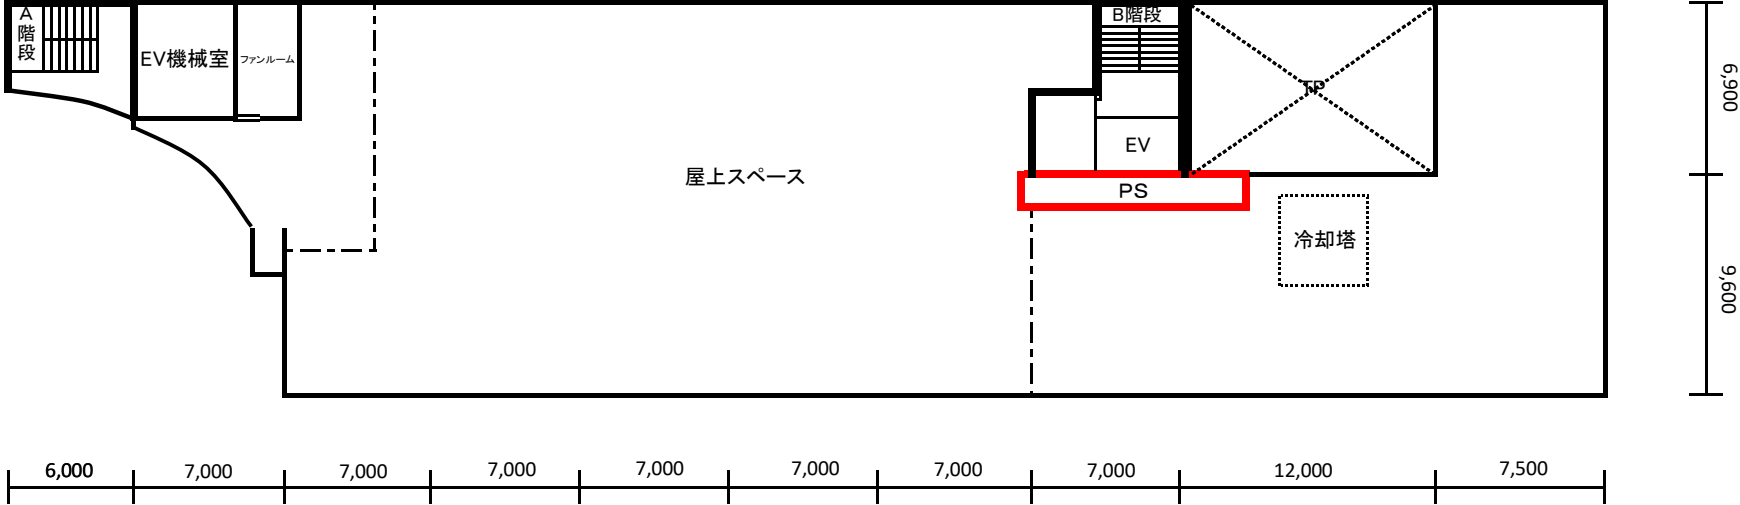 A
階
段
EV機械室
ファンルーム
B階段
TP
EV
屋上スペース
PS
冷却塔
6,900
9,600
6,000
7,000
7,000
7,000
7,000
7,000
7,000
7,000
12,000
7,500